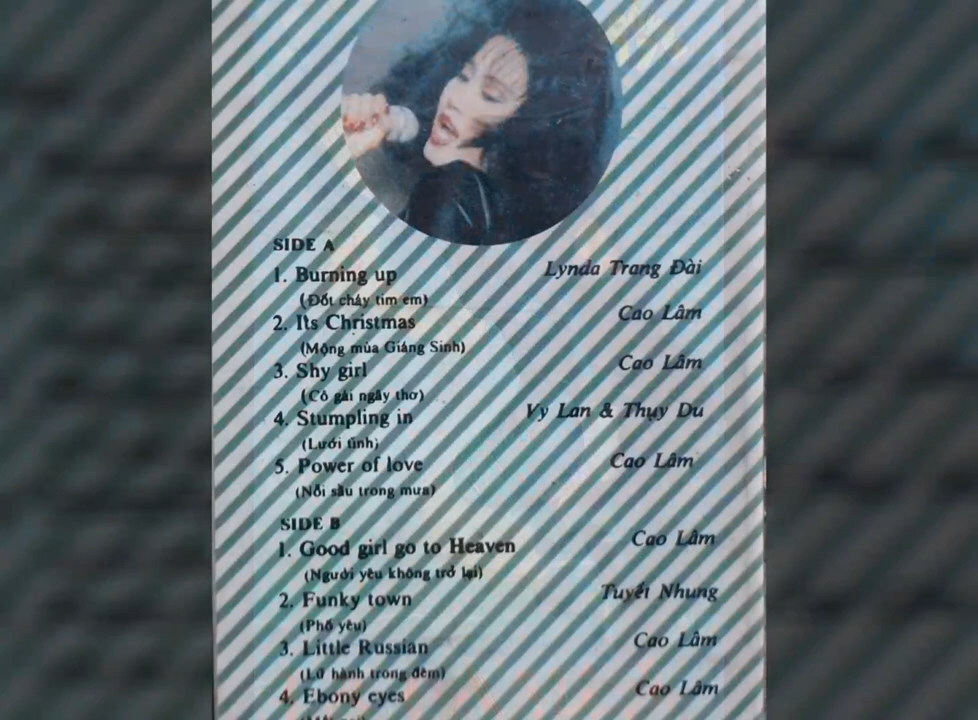 SIDE A
1. Burning up Lynda Trang Đài
(Đốt cháy tim em)
2. Its Christmas Cao Lâm
(Mộng mùa Giáng Sinh)
3. Shy girl Cao Lâm
(Cô gái ngây thơ)
4. Stumpling in Vy Lan & Thụy Du
(Lưới tình)
5. Power of love Cao Lâm
(Nỗi sầu trong mưa)
SIDE B
1. Good girl go to Heaven Cao Lâm
(Người yêu không trở lại)
2. Funky town Tuyết Nhung
(Phố yêu)
3. Little Russian Cao Lâm
(Lữ hành trong đêm)
4. Ebony eyes Cao Lâm